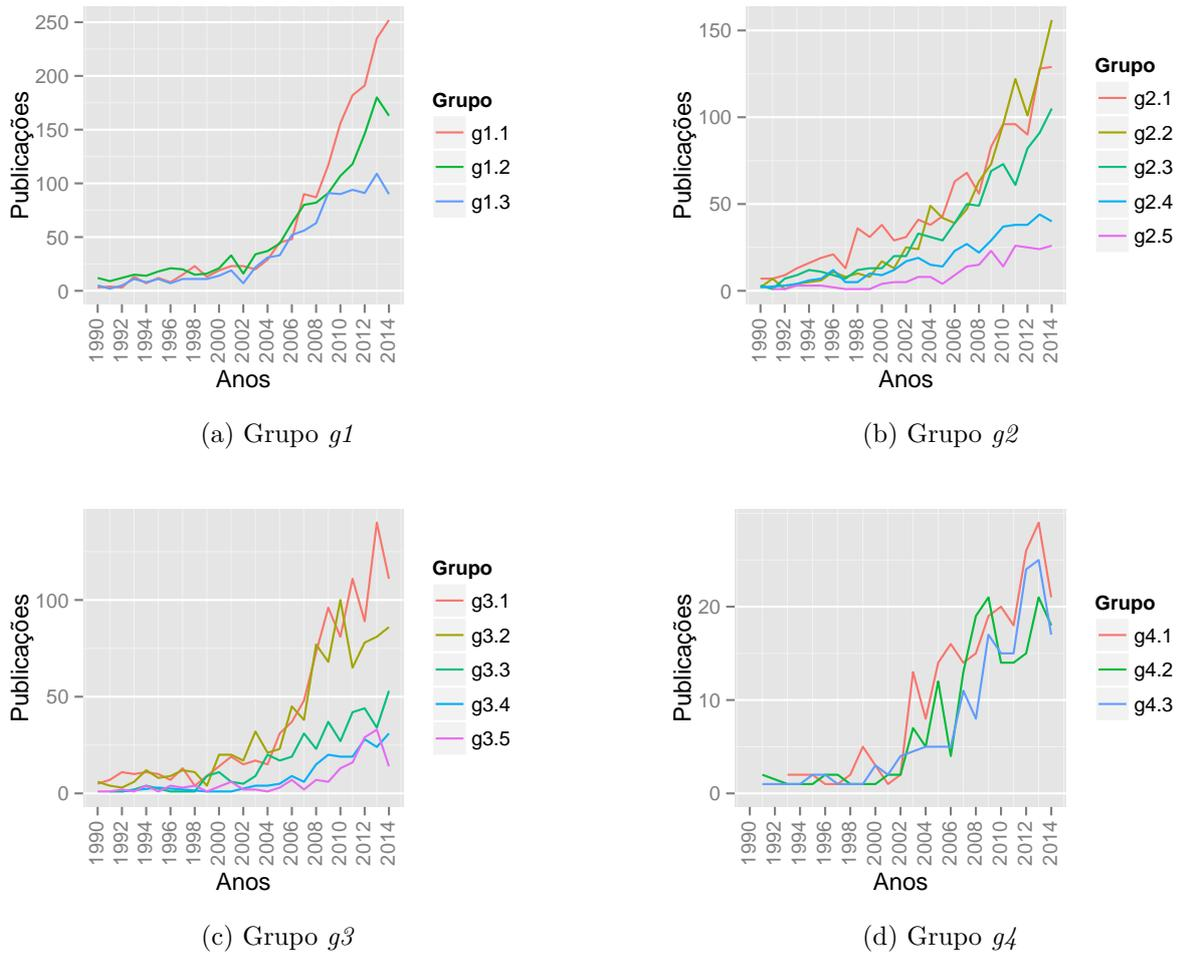 Publicações
250
200
150
100
50
0
1990 1992 1994 1996 1998 2000 2002 2004 2006 2008 2010 2012 2014
Anos
Grupo
g1.1
g1.2
g1.3
(a) Grupo g1
Publicações
150
100
50
0
1990 1992 1994 1996 1998 2000 2002 2004 2006 2008 2010 2012 2014
Anos
Grupo
g2.1
g2.2
g2.3
g2.4
g2.5
(b) Grupo g2
Publicações
100
50
0
1990 1992 1994 1996 1998 2000 2002 2004 2006 2008 2010 2012 2014
Anos
Grupo
g3.1
g3.2
g3.3
g3.4
g3.5
(c) Grupo g3
Publicações
20
10
0
1990 1992 1994 1996 1998 2000 2002 2004 2006 2008 2010 2012 2014
Anos
Grupo
g4.1
g4.2
g4.3
(d) Grupo g4